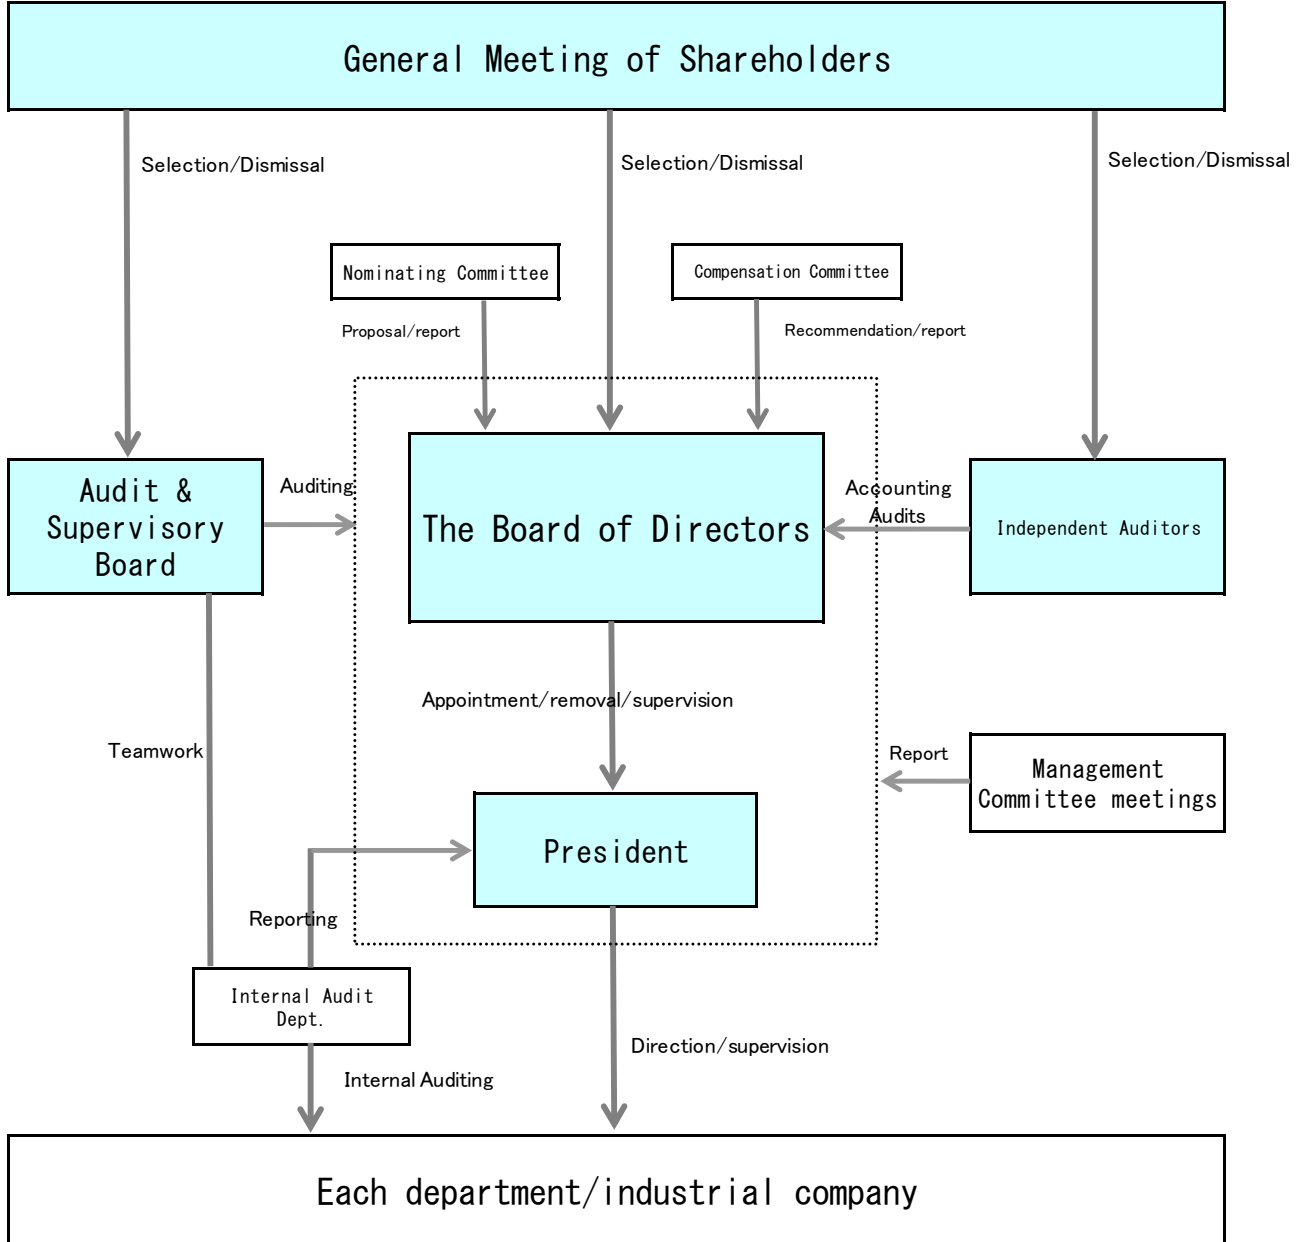 General Meeting of Shareholders
Selection/Dismissal
Selection/Dismissal
Selection/Dismissal
Nominating Committee
Compensation Committee
Proposal/report
Recommendation/report
Audit &
Supervisory
Board
Auditing
The Board of Directors
Accounting
Audits
Independent Auditors
Appointment/removal/supervision
Teamwork
Report
Management
Committee meetings
President
Reporting
Internal Audit
Dept.
Direction/supervision
Internal Auditing
Each department/industrial company